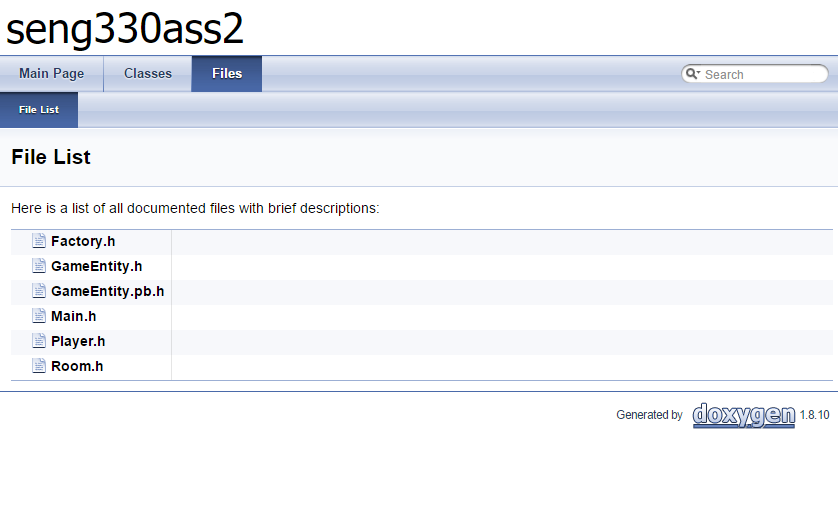 seng330ass2
Main Page Classes Files Search
File List
File List
Here is a list of all documented files with brief descriptions:
Factory.h
GameEntity.h
GameEntity.pb.h
Main.h
Player.h
Room.h
Generated by doxygen 1.8.10